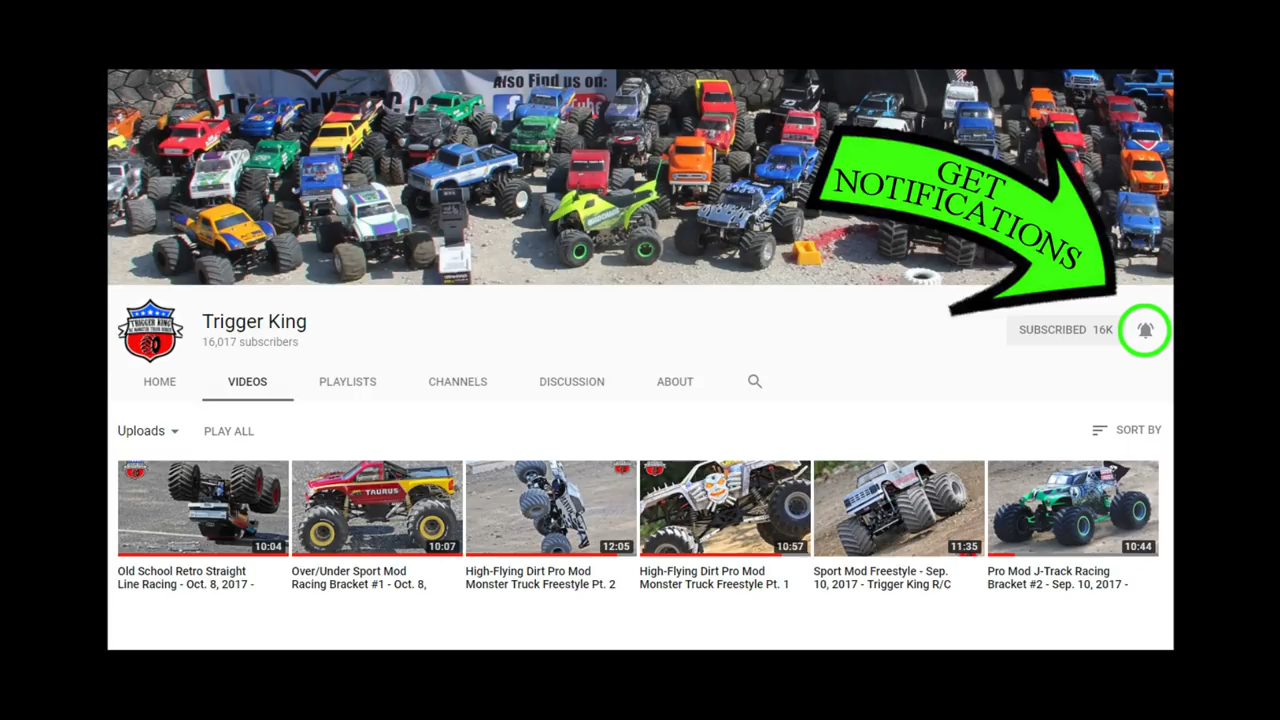 Also Find us on:
GET
NOTIFICATIONS
TRIGGER KING
Trigger King
16,017 subscribers
SUBSCRIBED 16K
HOME VIDEOS PLAYLISTS CHANNELS DISCUSSION ABOUT
Uploads PLAY ALL SORT BY
TAURUS
10:04 10:07 12:05 10:57 11:35 10:44
Old School Retro Straight
Line Racing - Oct. 8, 2017 -
Over/Under Sport Mod
Racing Bracket #1 - Oct. 8,
High-Flying Dirt Pro Mod
Monster Truck Freestyle Pt. 2
High-Flying Dirt Pro Mod
Monster Truck Freestyle Pt. 1
Sport Mod Freestyle - Sep.
10, 2017 - Trigger King R/C
Pro Mod J-Track Racing
Bracket #2 - Sep. 10, 2017 -